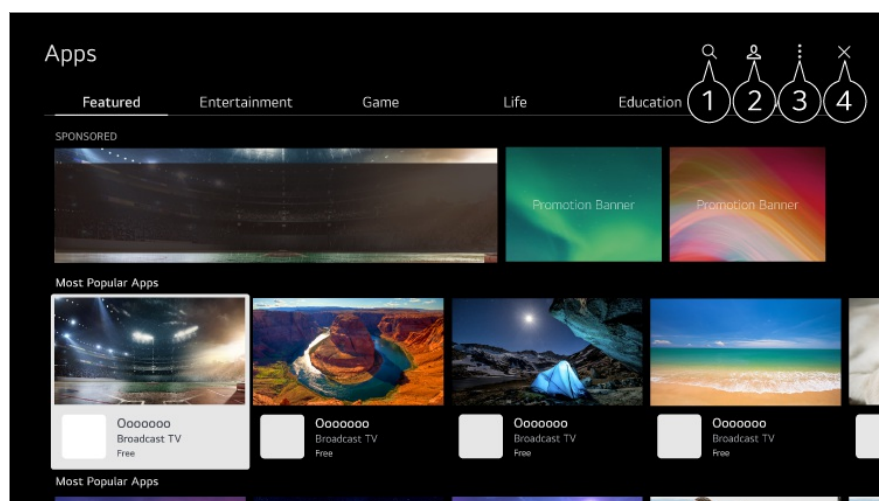 Apps
Featured Entertainment Game Life Education
1 2 3 4
SPONSORED
Promotion Banner Promotion Banner
Most Popular Apps
Ooooooo Ooooooo Ooooooo Ooooooo
Broadcast TV Broadcast TV Broadcast TV Broadcast TV
Free Free Free Free
Most Popular Apps